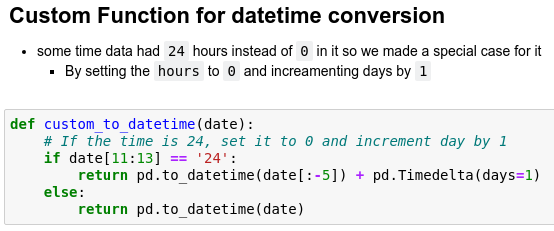 Custom Function for datetime conversion
some time data had 24 hours instead of 0 in it so we made a special case for it
By setting the hours to 0 and increamenting days by 1
def custom_to_datetime(date):
    # If the time is 24, set it to 0 and increment day by 1
    if date[11:13] == '24':
        return pd.to_datetime(date[:-5]) + pd.Timedelta(days=1)
    else:
        return pd.to_datetime(date)